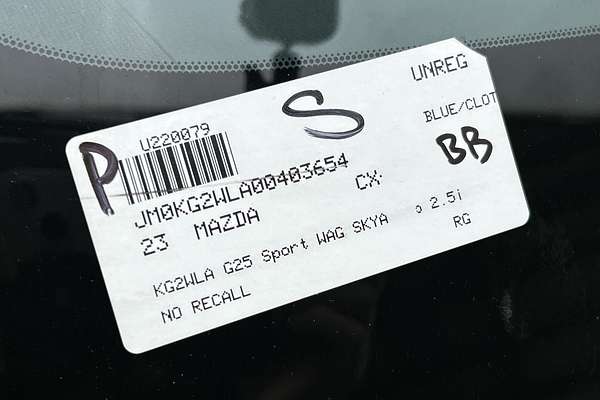 S
UNREG
P
U220079
BLUE/CLOT
JM0KG2WLA00403654
BB
23 MAZDA CX-
KG2WLA G25 Sport WAG SKYA o 2.5i
NO RECALL RG